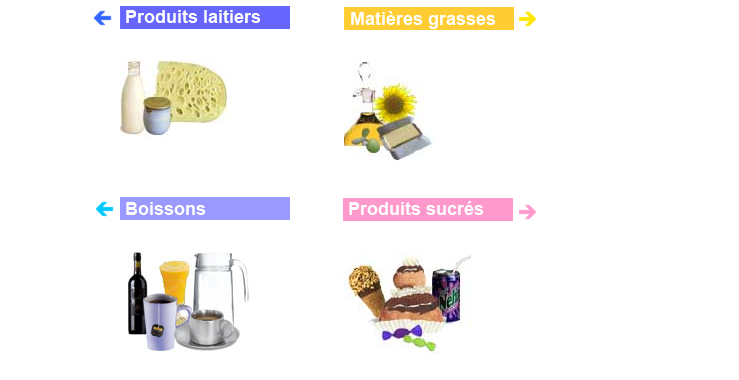 Produits laitiers
Matières grasses
Boissons
Produits sucrés